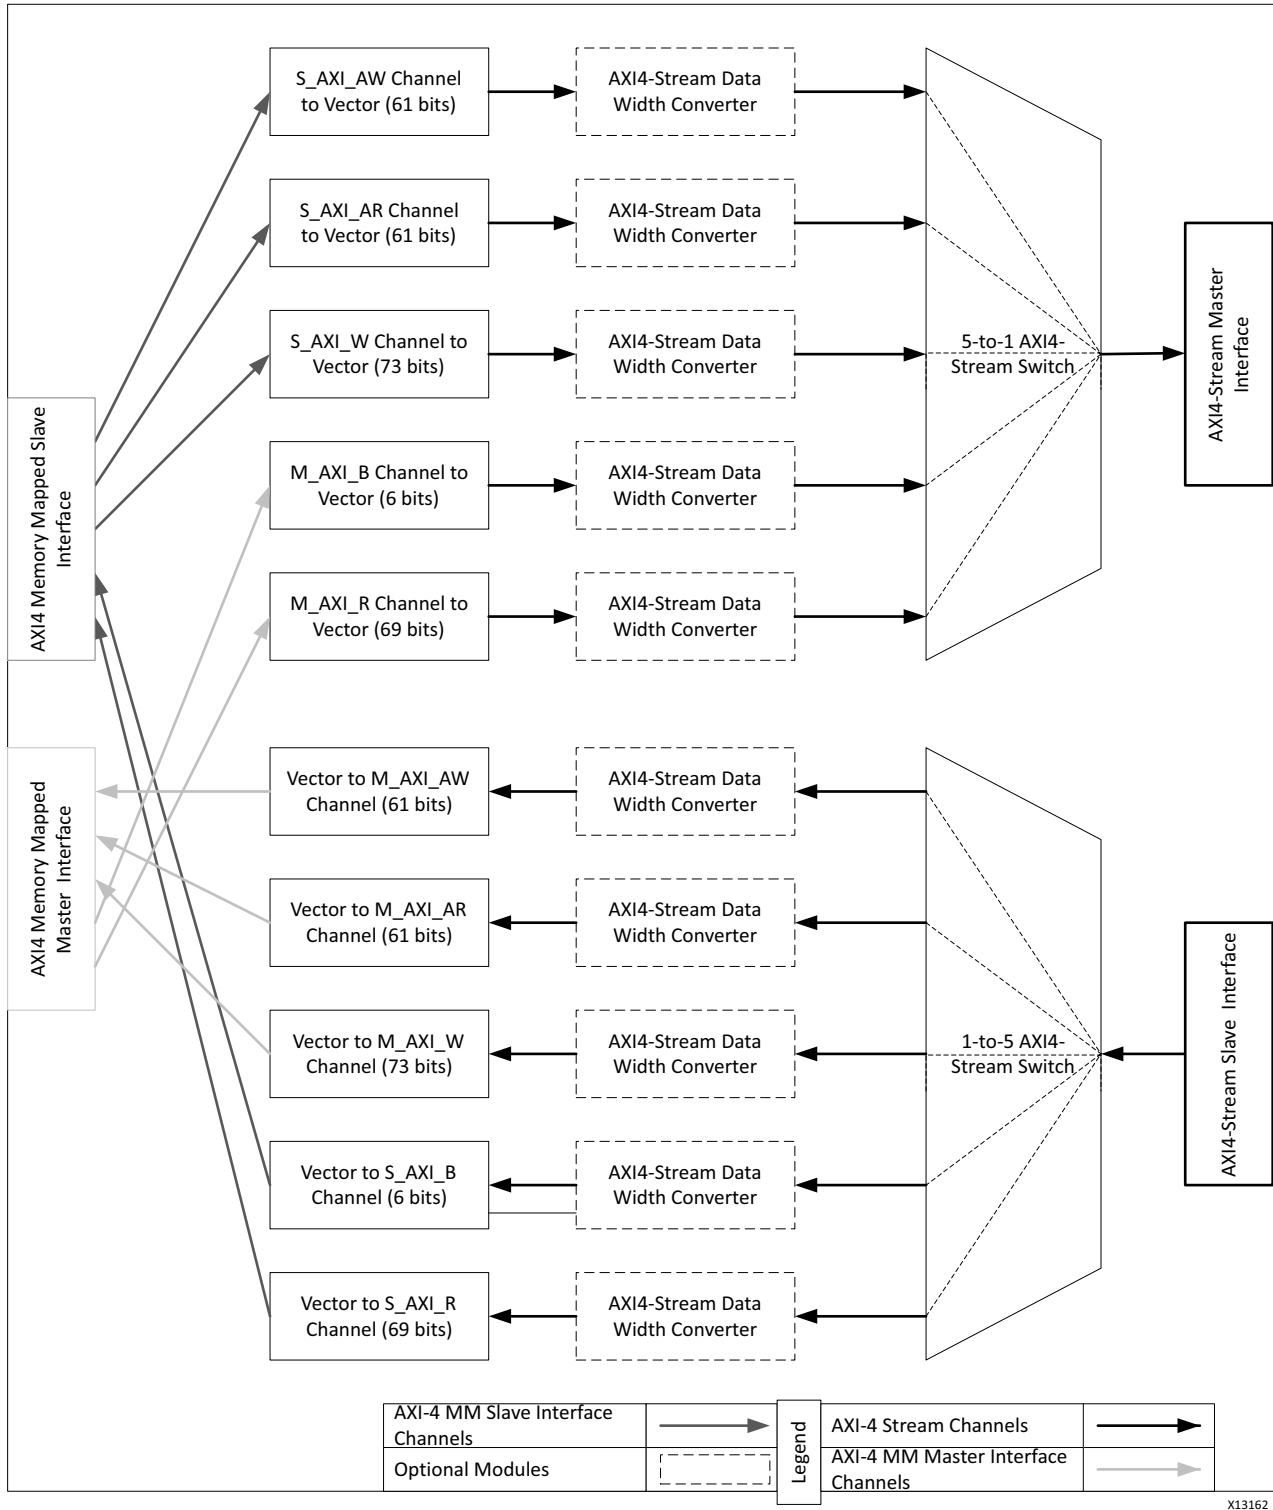 S_AXI_AW Channel
to Vector (61 bits)
AXI4-Stream Data
Width Converter
S_AXI_AR Channel
to Vector (61 bits)
AXI4-Stream Data
Width Converter
S_AXI_W Channel to
Vector (73 bits)
AXI4-Stream Data
Width Converter
5-to-1 AXI4-
Stream Switch
AXI4-Stream Master
Interface
AXI4 Memory Mapped Slave
Interface
M_AXI_B Channel to
Vector (6 bits)
AXI4-Stream Data
Width Converter
M_AXI_R Channel to
Vector (69 bits)
AXI4-Stream Data
Width Converter
AXI4 Memory Mapped
Master Interface
Vector to M_AXI_AW
Channel (61 bits)
AXI4-Stream Data
Width Converter
Vector to M_AXI_AR
Channel (61 bits)
AXI4-Stream Data
Width Converter
Vector to M_AXI_W
Channel (73 bits)
AXI4-Stream Data
Width Converter
1-to-5 AXI4-
Stream Switch
AXI4-Stream Slave Interface
Vector to S_AXI_B
Channel (6 bits)
AXI4-Stream Data
Width Converter
Vector to S_AXI_R
Channel (69 bits)
AXI4-Stream Data
Width Converter
AXI-4 MM Slave Interface
Channels
Optional Modules
Legend
AXI-4 Stream Channels
AXI-4 MM Master Interface
Channels
X13162